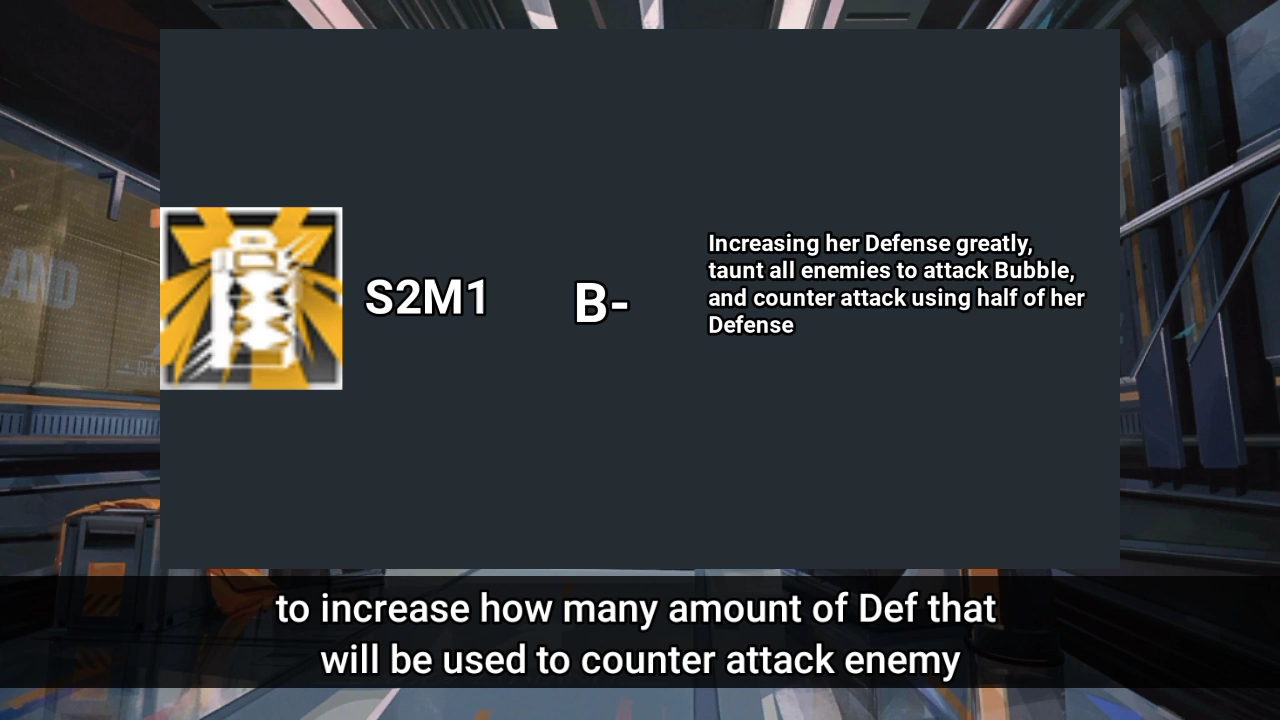 AND
S2M1
B-
Increasing her Defense greatly,
taunt all enemies to attack Bubble,
and counter attack using half of her
Defense
to increase how many amount of Def that
will be used to counter attack enemy